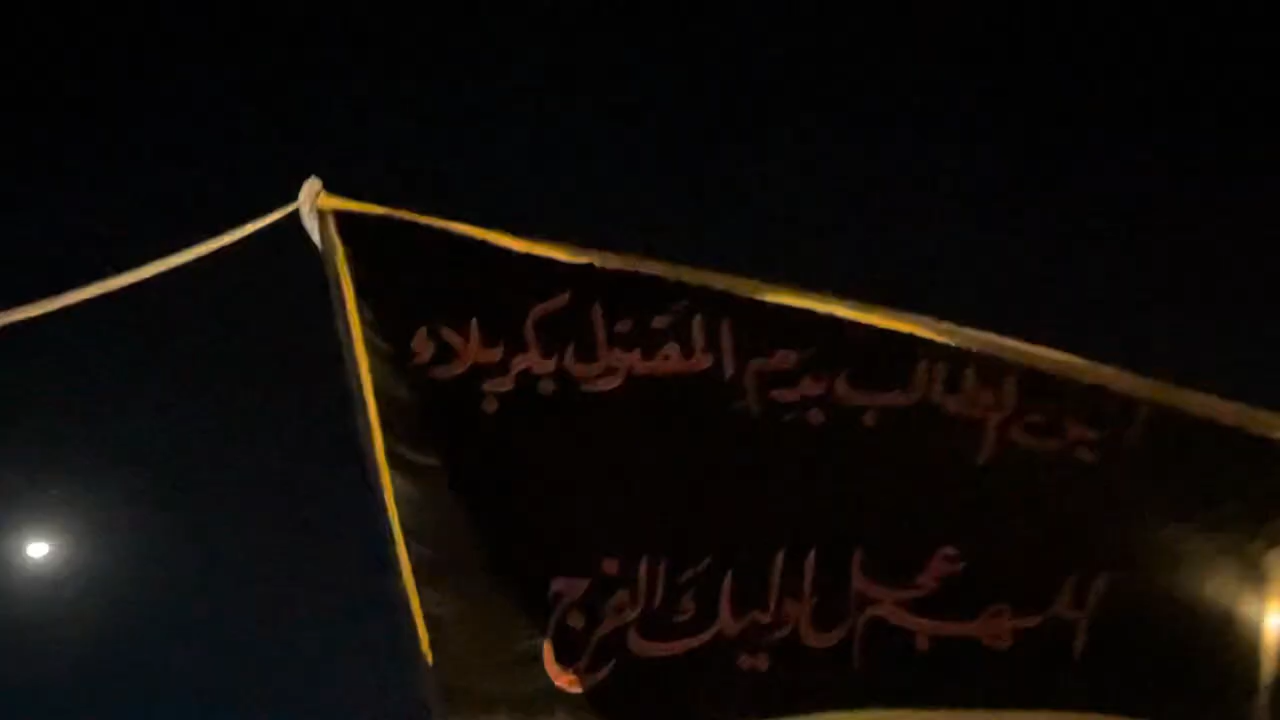 أين الطالب بدم المقتول بكربلاء
اللهم عجل لوليك الفرج